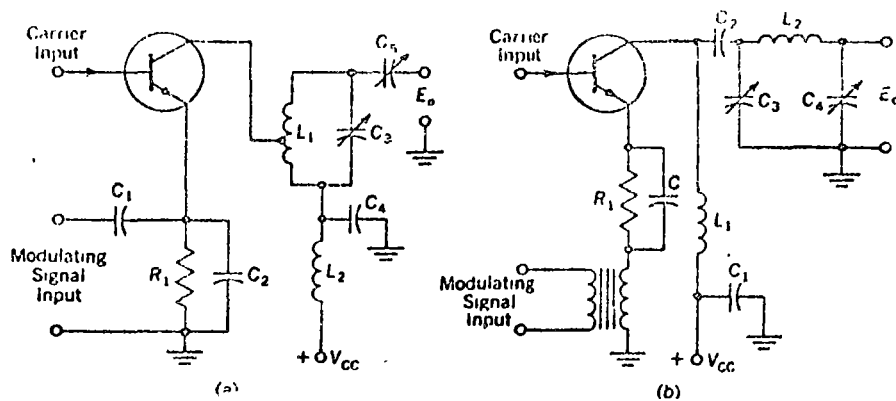 Carrier
Input
C5
Eo
L1
C3
C1
C4
Modulating
Signal
Input
R1
C2
L2
+ VCC
(a)
Carrier
Input
C2
L2
C3
C4
Eo
R1
C
L1
Modulating
Signal
Input
C1
+ VCC
(b)